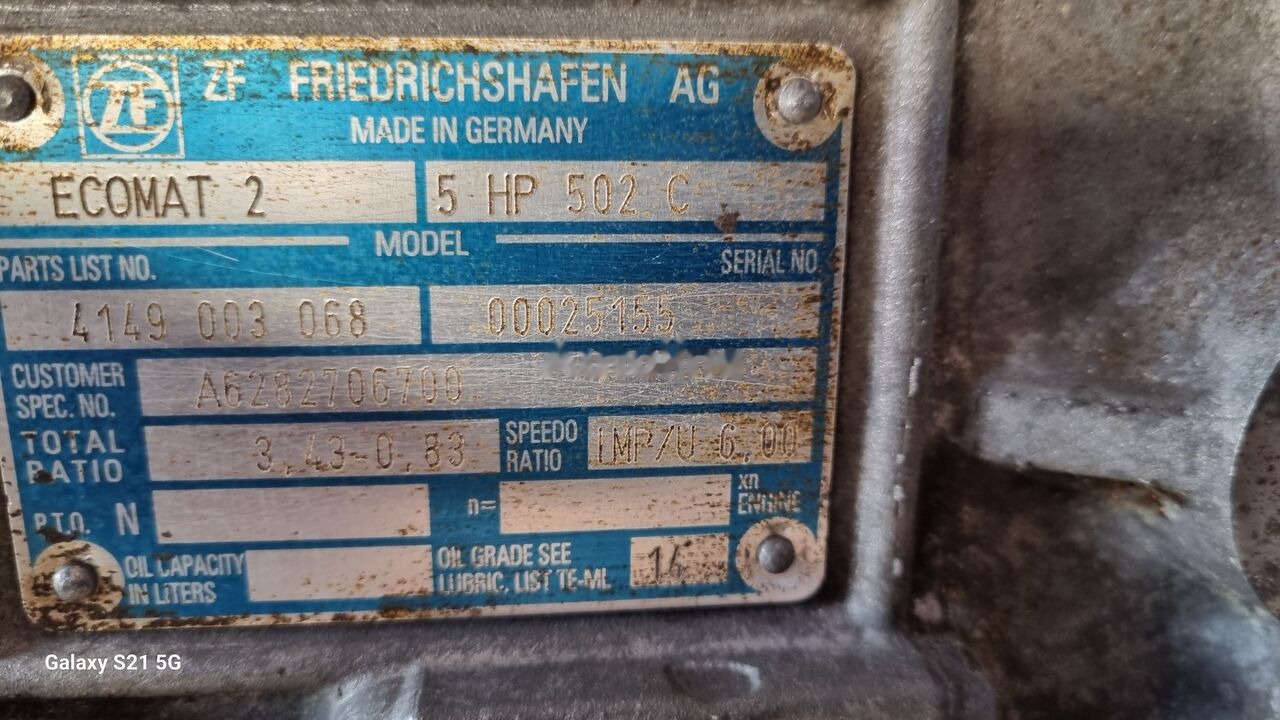 ZF ZF FRIEDRICHSHAFEN AG
MADE IN GERMANY
ECOMAT 2 5 HP 502 C
MODEL
PARTS LIST NO. SERIAL NO.
4149 003 068 00025155
CUSTOMER SPEC. NO. A6282706700
TOTAL RATIO 3,43-0,83 SPEEDO RATIO IMP/U 6,00
P.T.O. N n= xn ENGINE
OIL CAPACITY IN LITERS OIL GRADE SEE LUBRIC. LIST TE-ML 14
Galaxy S21 5G